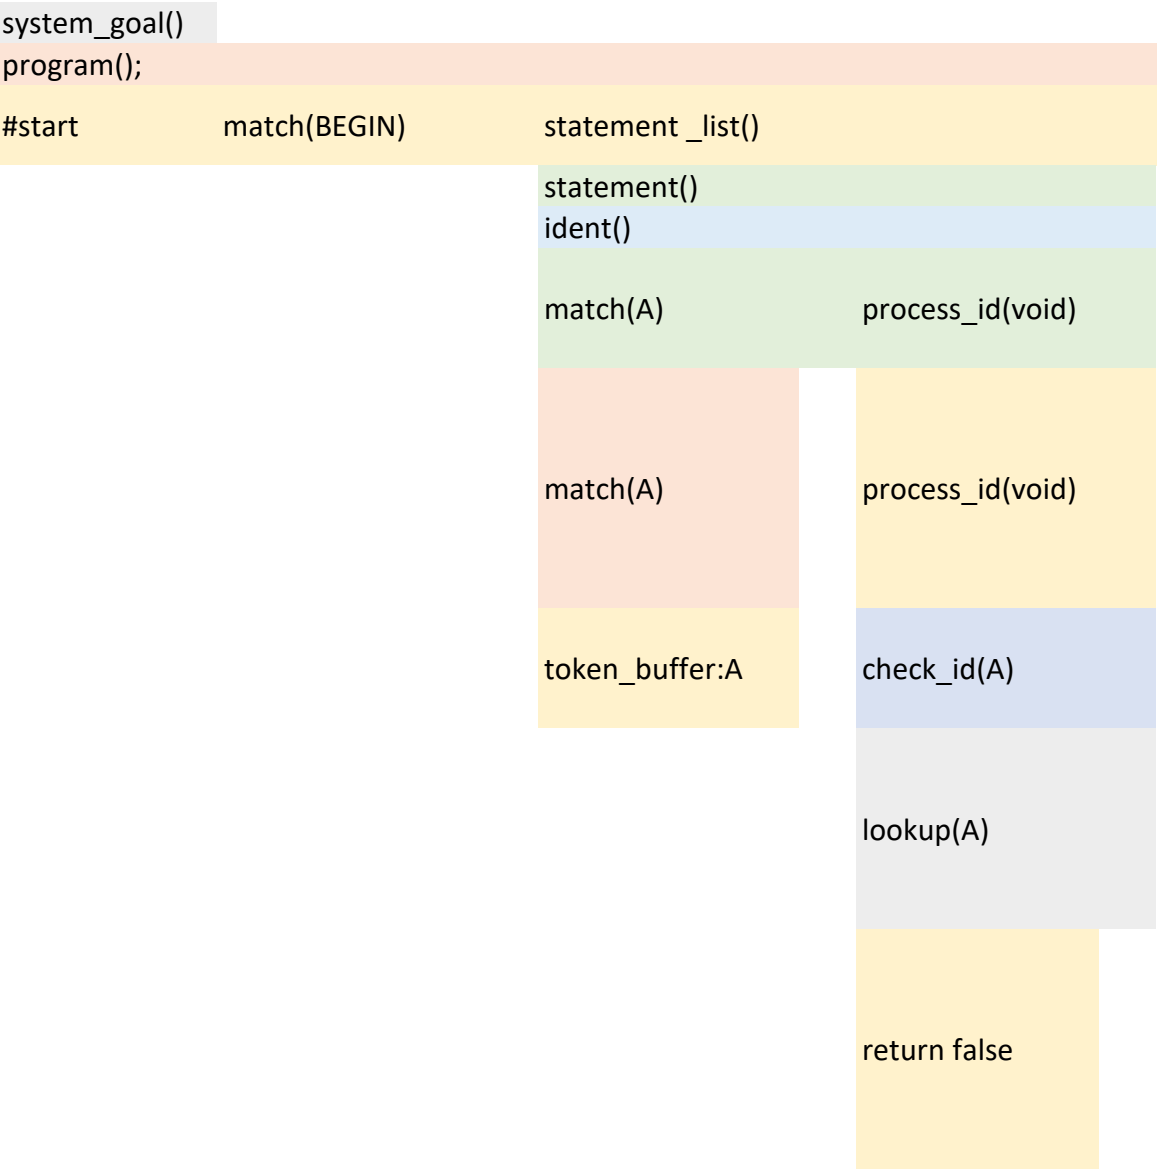 system_goal()
program();
#start match(BEGIN) statement _list()
statement()
ident()
match(A) process_id(void)
match(A) process_id(void)
token_buffer:A check_id(A)
lookup(A)
return false